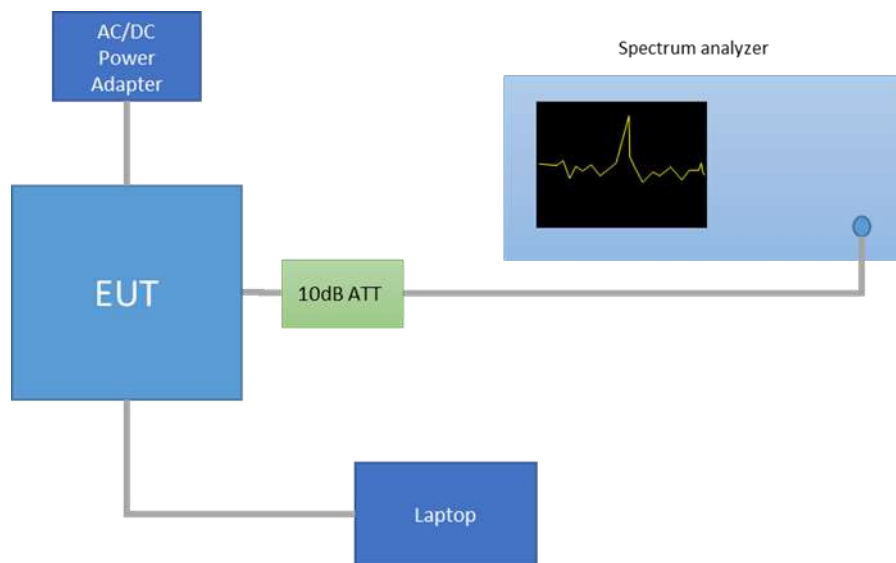 AC/DC
Power
Adapter
Spectrum analyzer
EUT
10dB ATT
Laptop